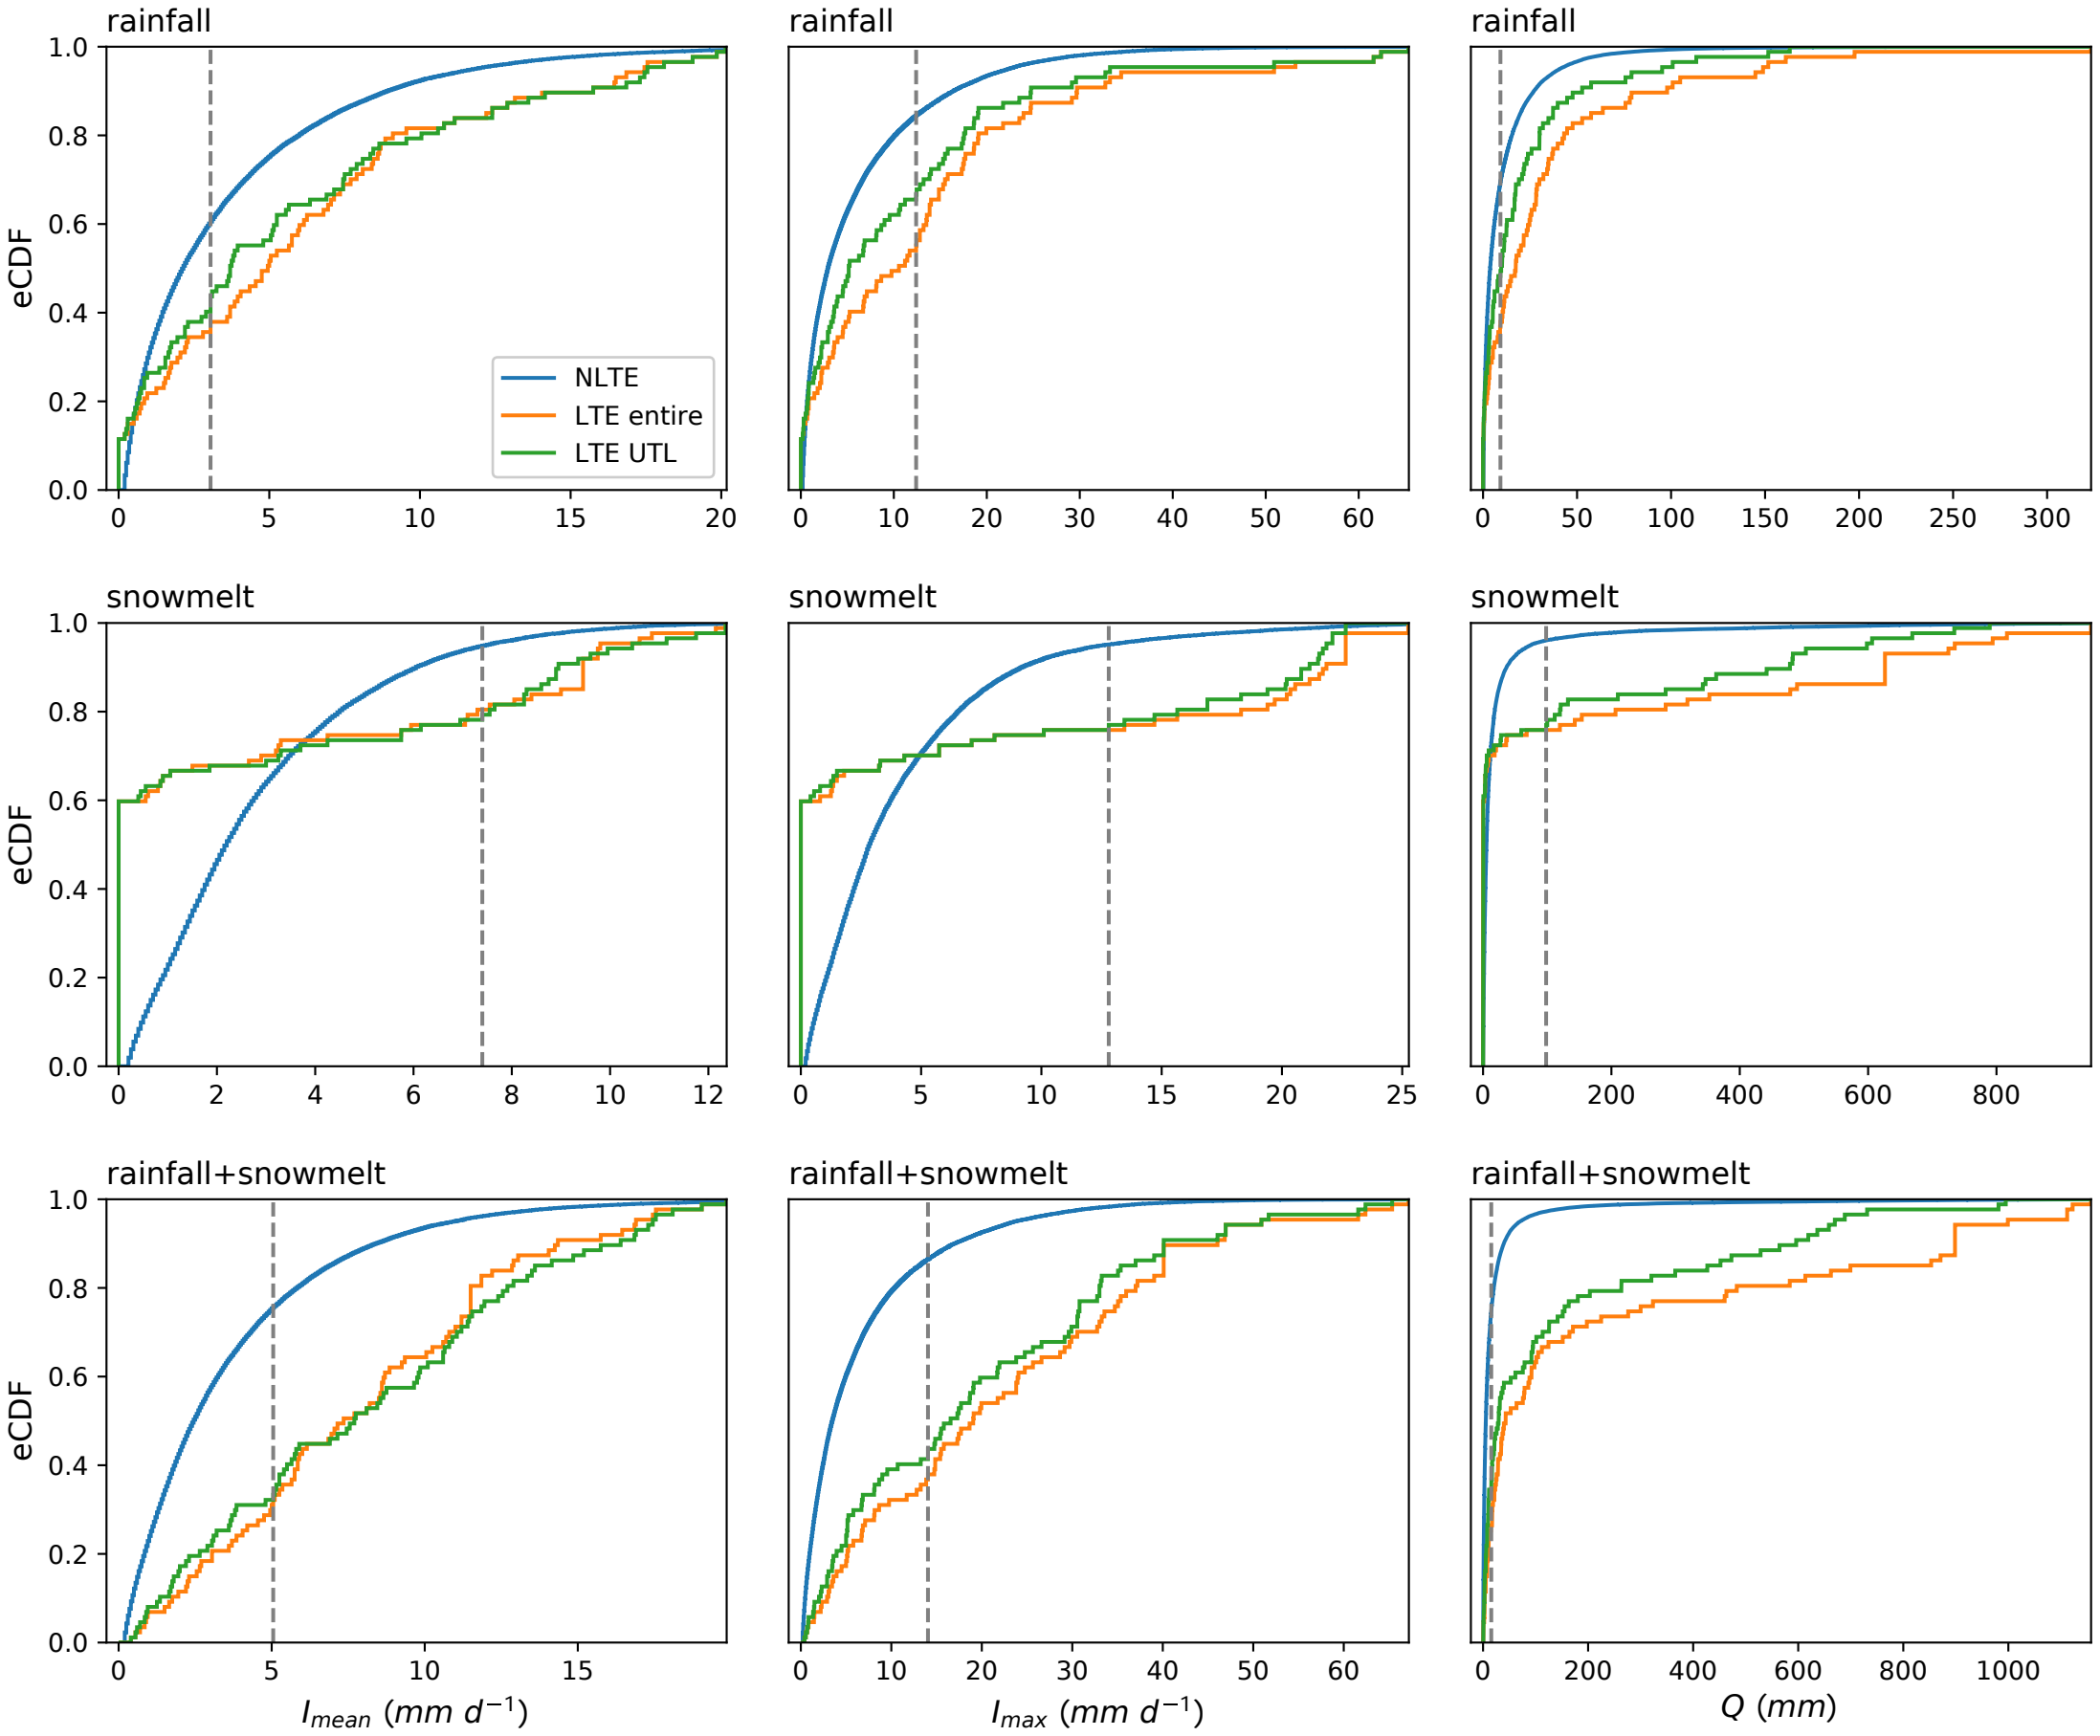 rainfall rainfall rainfall
1.0
0.8
0.6
0.4
0.2
0.0
eCDF
NLTE
LTE entire
LTE UTL
0 5 10 15 20
0 10 20 30 40 50 60
0 50 100 150 200 250 300
snowmelt snowmelt snowmelt
1.0
0.8
0.6
0.4
0.2
0.0
eCDF
0 2 4 6 8 10 12
0 5 10 15 20 25
0 200 400 600 800
rainfall+snowmelt rainfall+snowmelt rainfall+snowmelt
1.0
0.8
0.6
0.4
0.2
0.0
eCDF
0 5 10 15
0 10 20 30 40 50 60
0 200 400 600 800 1000
I_mean (mm d⁻¹) I_max (mm d⁻¹) Q (mm)